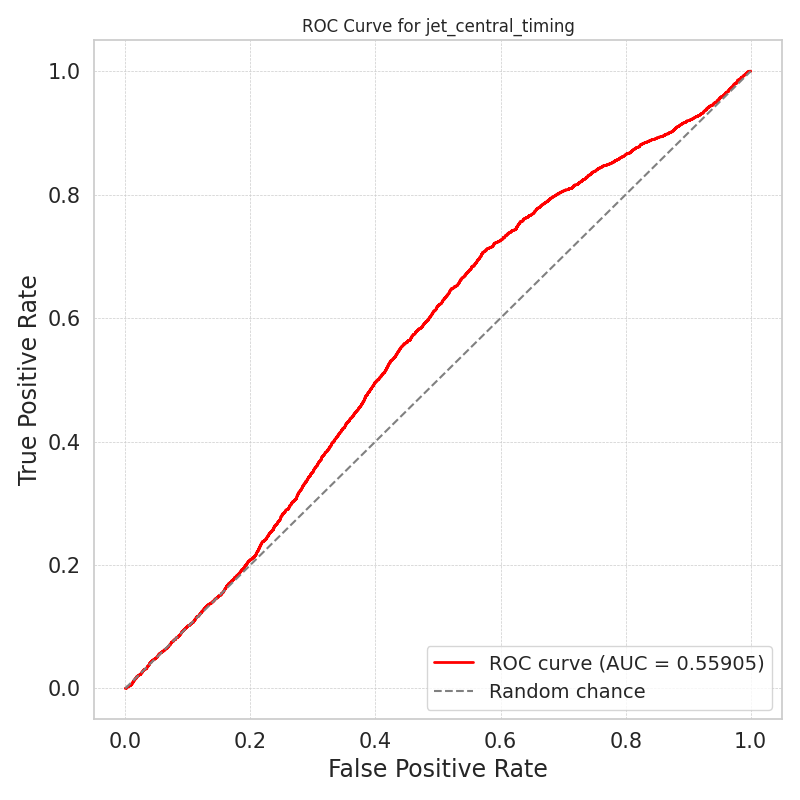 ROC Curve for jet_central_timing
True Positive Rate
1.0
0.8
0.6
0.4
0.2
0.0
ROC curve (AUC = 0.55905)
Random chance
0.0 0.2 0.4 0.6 0.8 1.0
False Positive Rate